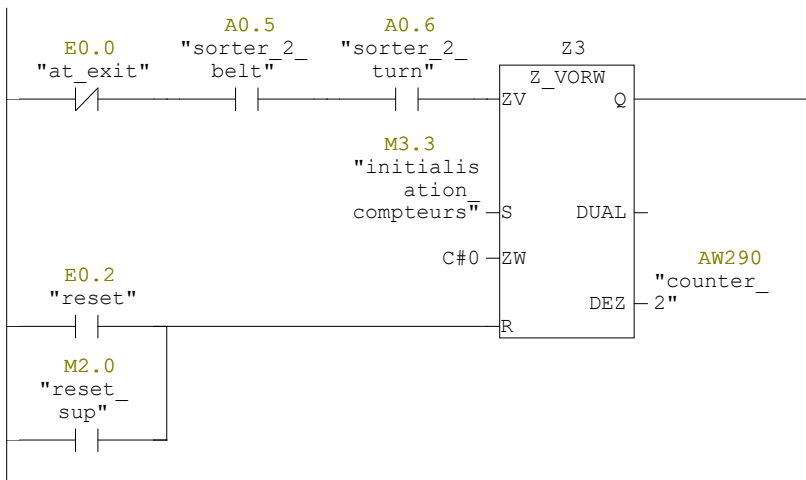 A0.5
A0.6
E0.0
"sorter_2_
"sorter_2_
Z3
"at_exit"
belt"
turn"
Z_VORW
ZV
Q
M3.3
"initialis
ation_
compteurs"
S
DUAL
C#0
ZW
AW290
"counter_
2"
DEZ
E0.2
"reset"
R
M2.0
"reset_
sup"